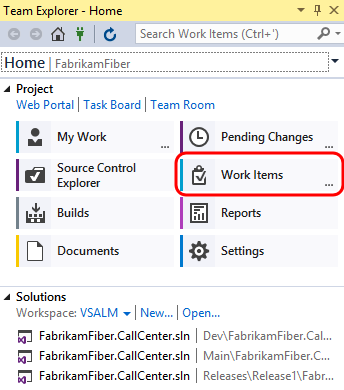 Team Explorer - Home
Search Work Items (Ctrl+')
Home | FabrikamFiber
Project
Web Portal | Task Board | Team Room
My Work ... Pending Changes ...
Source Control Explorer Work Items ...
Builds Reports
Documents Settings
Solutions
Workspace: VSALM | New... | Open...
FabrikamFiber.CallCenter.sln | Dev\FabrikamFiber.Cal...
FabrikamFiber.CallCenter.sln | Main\FabrikamFiber.C...
FabrikamFiber.CallCenter.sln | Releases\Release1\Fab...